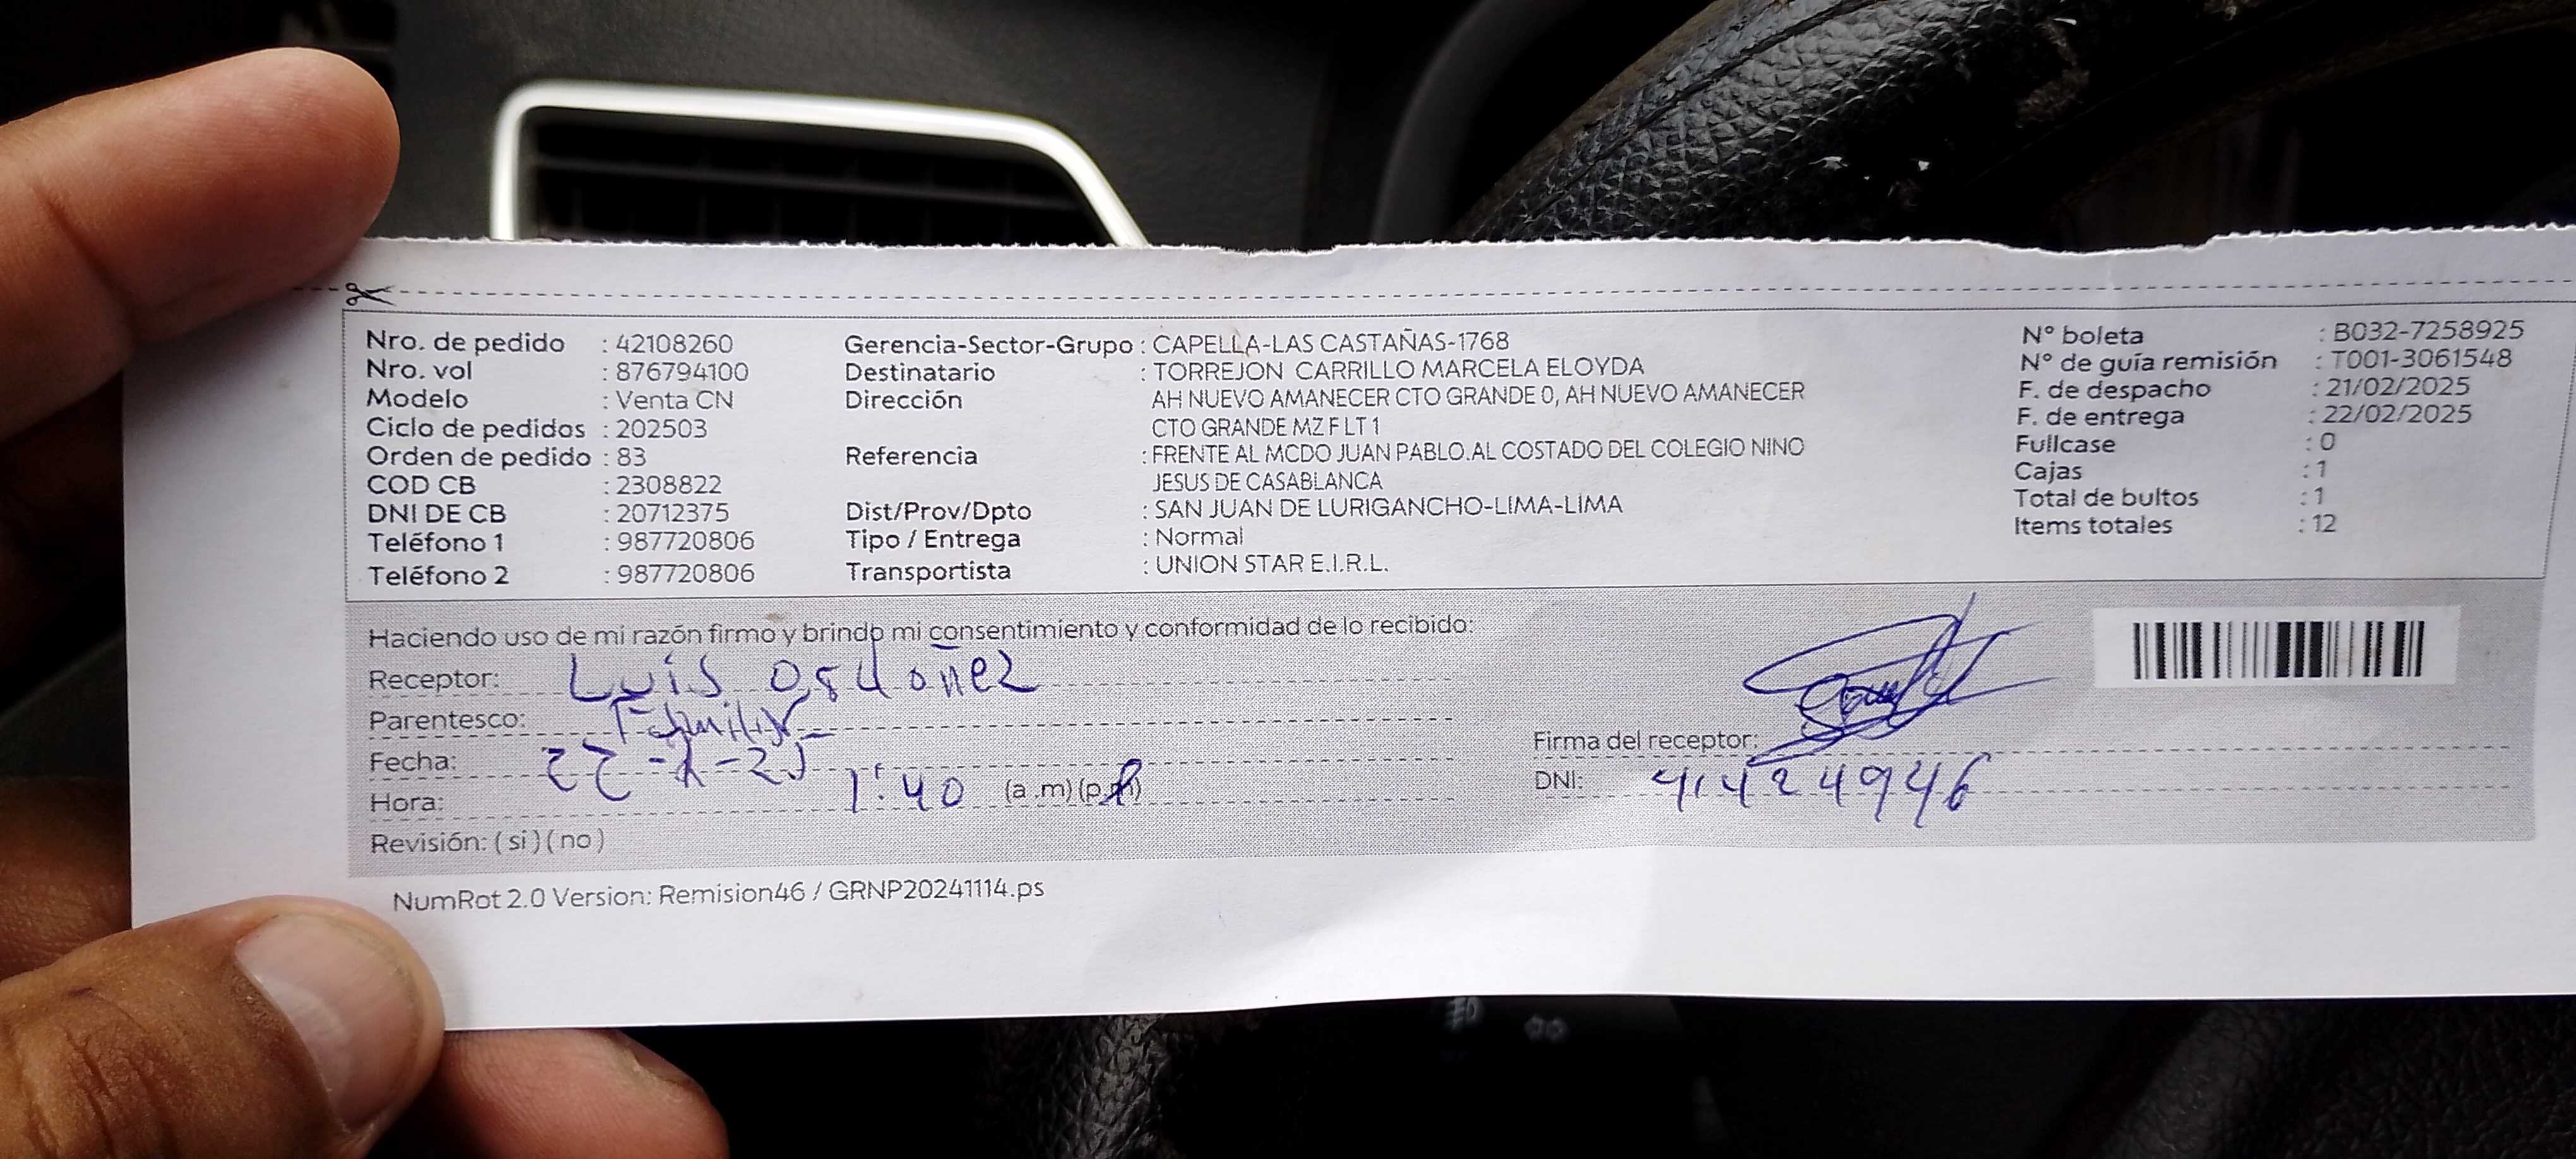 Nro. de pedido : 42108260 Gerencia-Sector-Grupo : CAPELLA-LAS CASTAÑAS-1768 N° boleta : B032-7258925
Nro. vol : 876794100 Destinatario : TORREJON CARRILLO MARCELA ELOYDA N° de guía remisión : T001-3061548
Modelo : Venta CN Dirección AH NUEVO AMANECER CTO GRANDE 0, AH NUEVO AMANECER F. de despacho : 21/02/2025
Ciclo de pedidos : 202503 CTO GRANDE MZ F LT 1 F. de entrega : 22/02/2025
Orden de pedido : 83 Referencia : FRENTE AL MCDO JUAN PABLO.AL COSTADO DEL COLEGIO NINO Fullcase : 0
COD CB : 2308822 JESUS DE CASABLANCA Cajas : 1
DNI DE CB : 20712375 Dist/Prov/Dpto : SAN JUAN DE LURIGANCHO-LIMA-LIMA Total de bultos : 1
Teléfono 1 : 987720806 Tipo / Entrega : Normal Items totales : 12
Teléfono 2 : 987720806 Transportista : UNION STAR E.I.R.L.
Haciendo uso de mi razón firmo y brindo mi consentimiento y conformidad de lo recibido:
Receptor: Luis Ordoñez
Parentesco: Familiar
Fecha: 22-2-25
Firma del receptor:
Hora: 1:40 (a.m) (p.m)
DNI: 41424946
Revisión: ( si ) ( no )
NumRot 2.0 Version: Remision46 / GRNP20241114.ps